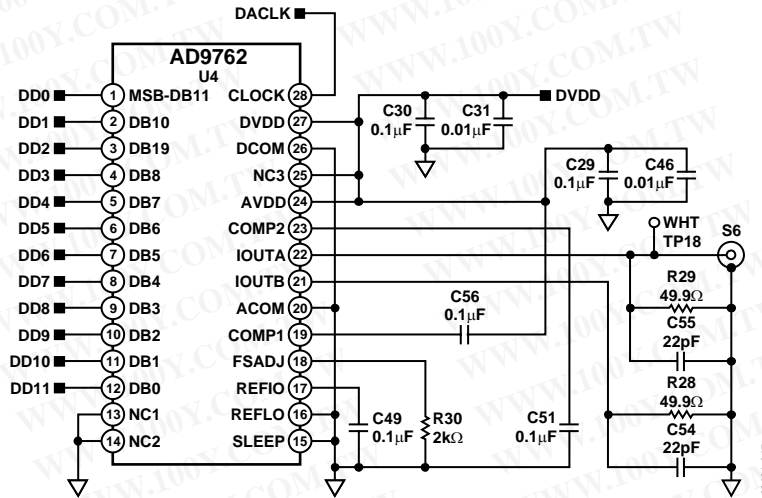 DACLK
AD9762
U4
DD0 1 MSB-DB11 CLOCK 28
DD1 2 DB10 DVDD 27
DD2 3 DB19 DCOM 26
DD3 4 DB8 NC3 25
DD4 5 DB7 AVDD 24
DD5 6 DB6 COMP2 23
DD6 7 DB5 IOUTA 22
DD7 8 DB4 IOUTB 21
DD8 9 DB3 ACOM 20
DD9 10 DB2 COMP1 19
DD10 11 DB1 FSADJ 18
DD11 12 DB0 REFIO 17
13 NC1 REFLO 16
14 NC2 SLEEP 15
DVDD
C30
0.1μF
C31
0.01μF
C29
0.1μF
C46
0.01μF
WHT
TP18
S6
C56
0.1μF
R29
49.9Ω
C55
22pF
R28
49.9Ω
C54
22pF
C49
0.1μF
R30
2kΩ
C51
0.1μF
WWW.100Y.COM.TW